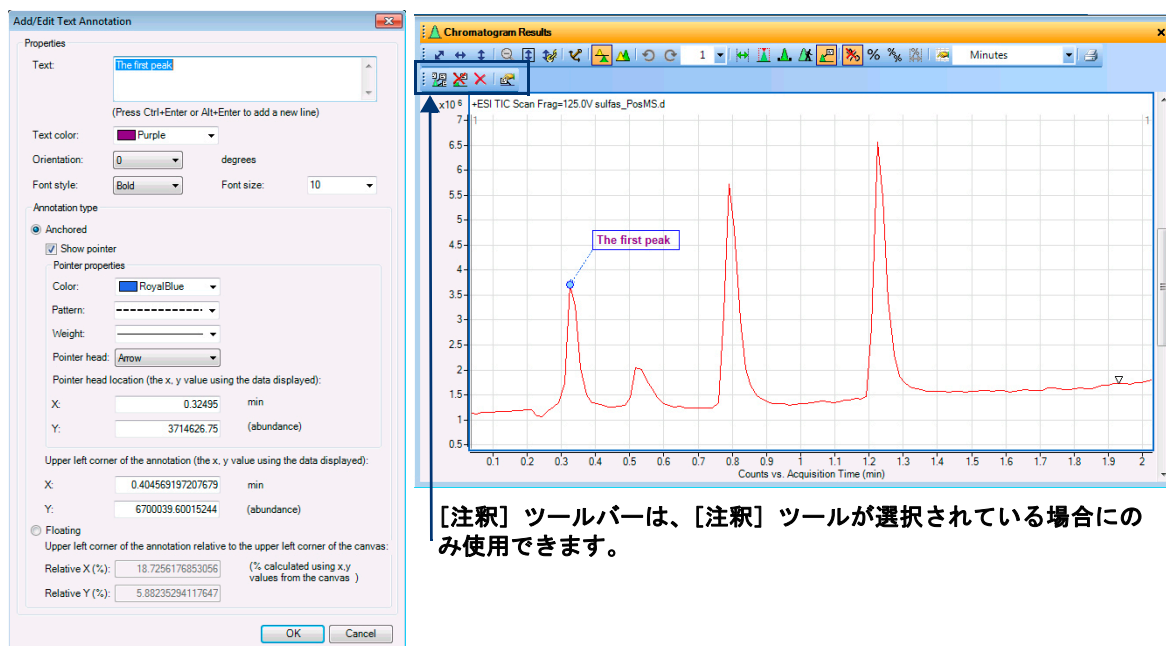 Add/Edit Text Annotation
Properties
Text:
The first peak
(Press Ctrl+Enter or Alt+Enter to add a new line)
Text color:
Purple
Orientation:
0
degrees
Font style:
Bold
Font size:
10
Annotation type
Anchored
Show pointer
Pointer properties
Color:
RoyalBlue
Pattern:
Weight:
Pointer head:
Arrow
Pointer head location (the x, y value using the data displayed):
X:
0.32495
min
Y:
3714626.75
(abundance)
Upper left corner of the annotation (the x, y value using the data displayed):
X:
0.404569197207679
min
Y:
6700039.60015244
(abundance)
Floating
Upper left corner of the annotation relative to the upper left corner of the canvas:
Relative X (%):
18.7256176853056
(% calculated using x,y
values from the canvas )
Relative Y (%):
5.88235294117647
OK
Cancel
Chromatogram Results
1
Minutes
x10 6
+ESI TIC Scan Frag=125.0V sulfas_PosMS.d
1
1
7
6.5
6
5.5
5
4.5
4
3.5
3
2.5
2
1.5
1
0.5
The first peak
0.1 0.2 0.3 0.4 0.5 0.6 0.7 0.8 0.9 1 1.1 1.2 1.3 1.4 1.5 1.6 1.7 1.8 1.9 2
Counts vs. Acquisition Time (min)
[注釈] ツールバーは、[注釈] ツールが選択されている場合にの
み使用できます。